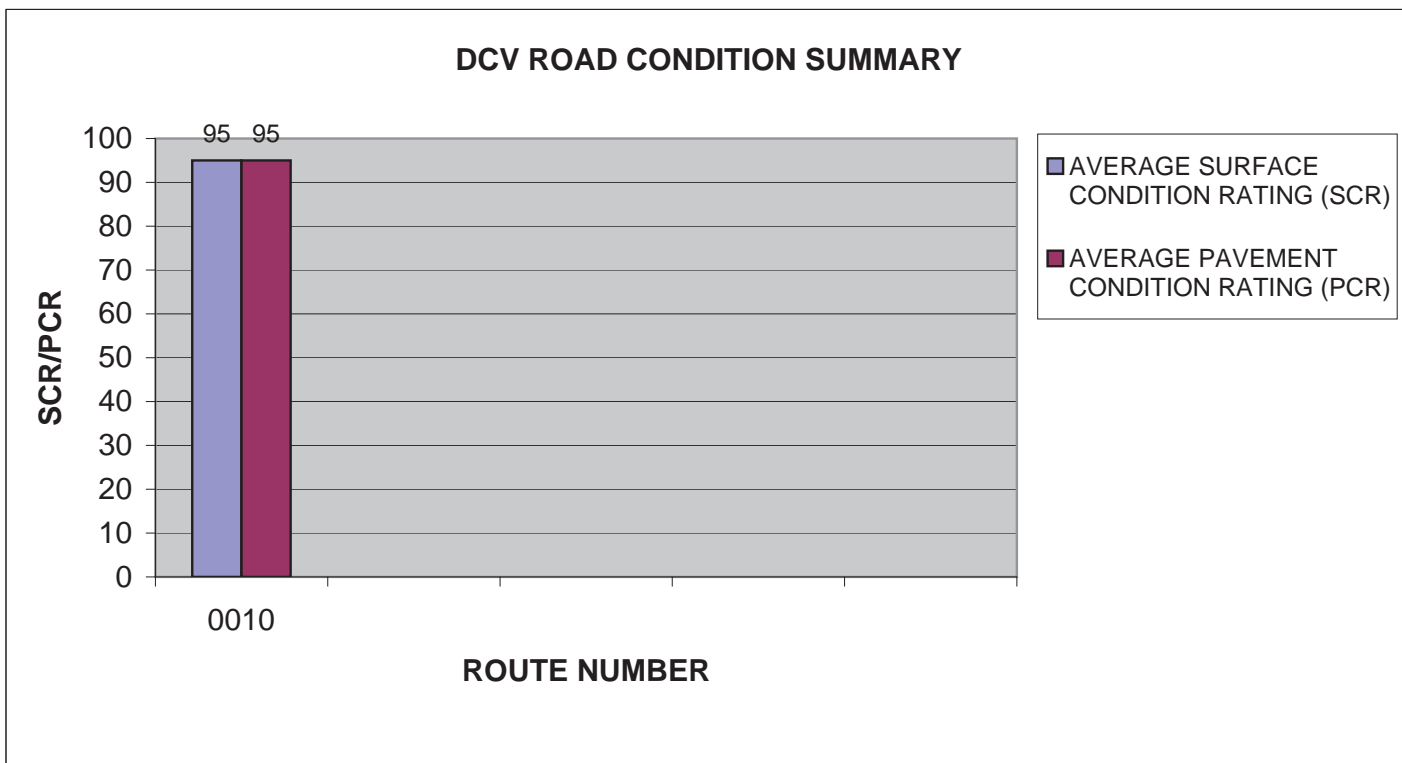 DCV ROAD CONDITION SUMMARY
95 95
100
90
80
70
60
50
40
30
20
10
0
SCR/PCR
0010
ROUTE NUMBER
AVERAGE SURFACE
CONDITION RATING (SCR)
AVERAGE PAVEMENT
CONDITION RATING (PCR)